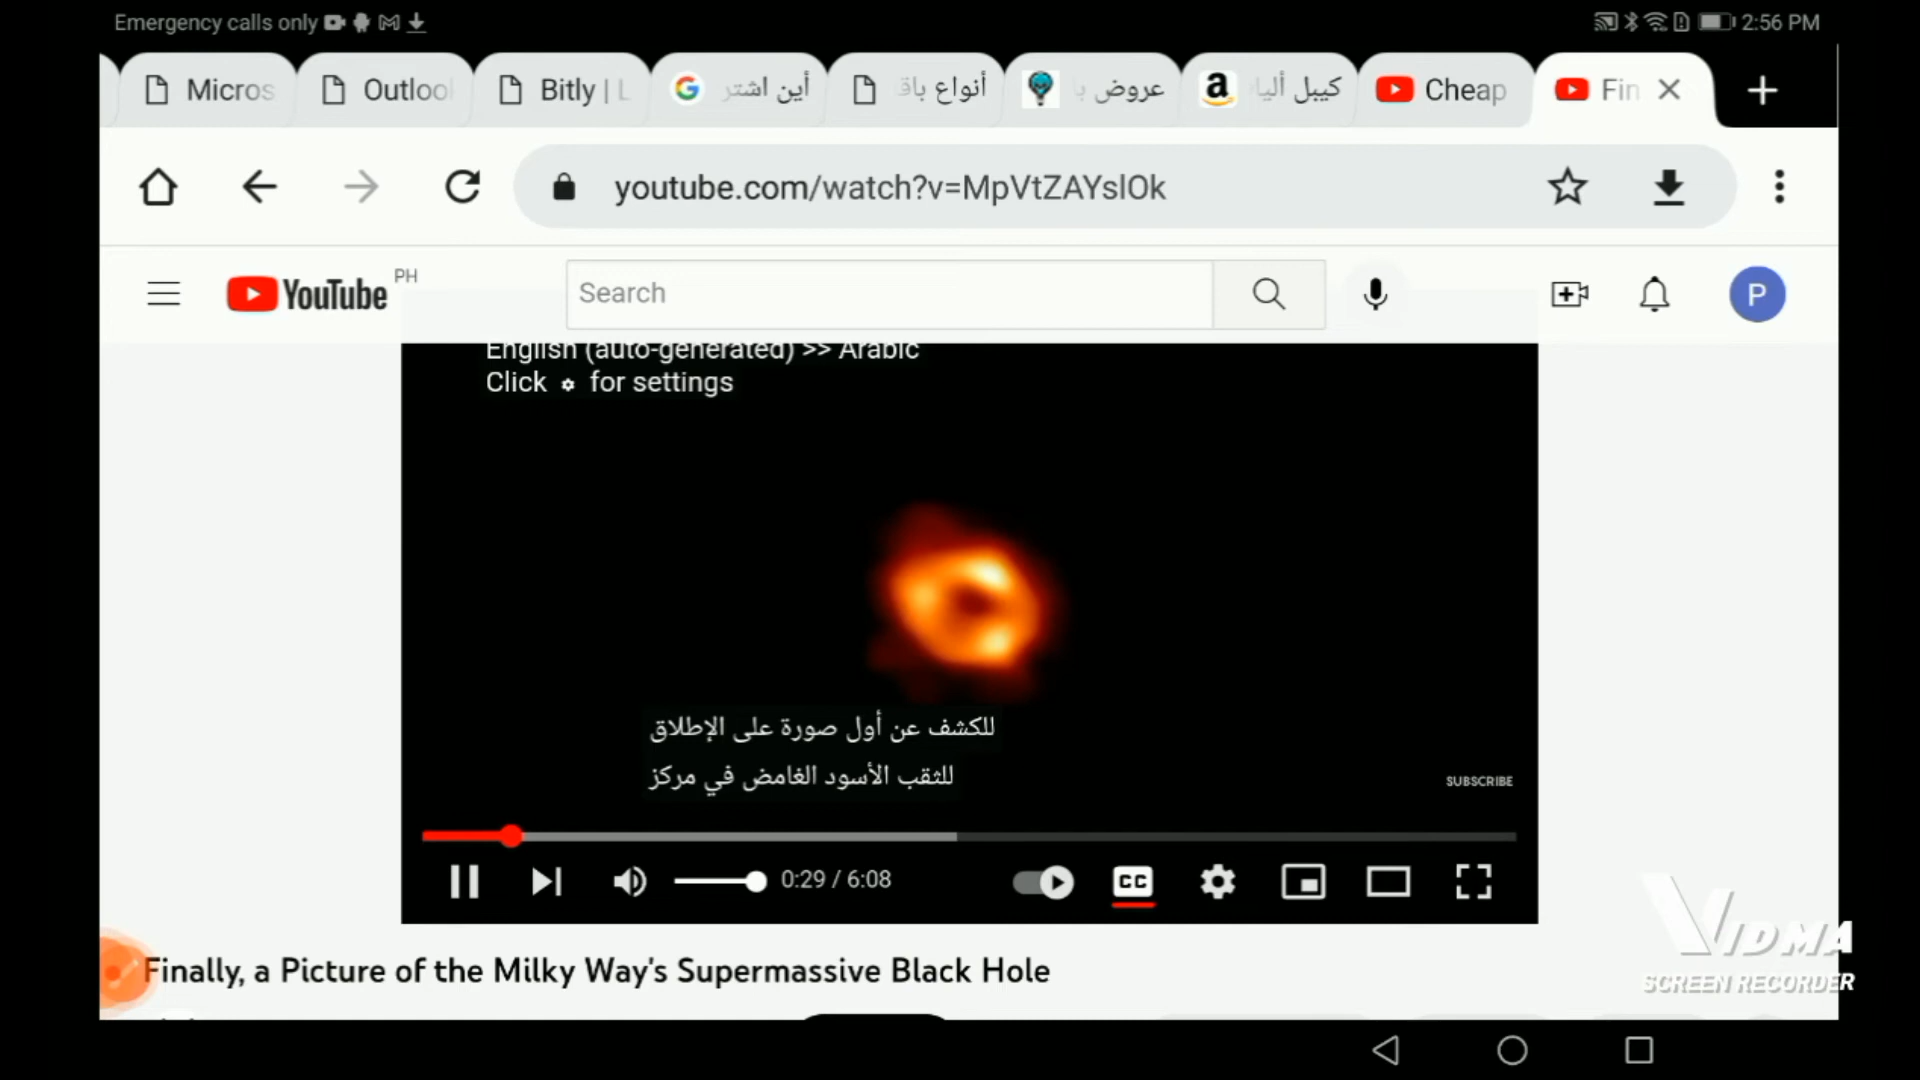 Emergency calls only
2:56 PM
Micros
Outlool
Bitly | L
أين اشتر
أنواع باق
عروض با
كيبل أليا
Cheap
Fin
youtube.com/watch?v=MpVtZAYslOk
YouTube PH
Search
P
English (auto-generated) >> Arabic
Click for settings
للكشف عن أول صورة على الإطلاق
للثقب الأسود الغامض في مركز
SUBSCRIBE
0:29 / 6:08
CC
Finally, a Picture of the Milky Way's Supermassive Black Hole
VIDMA
SCREEN RECORDER